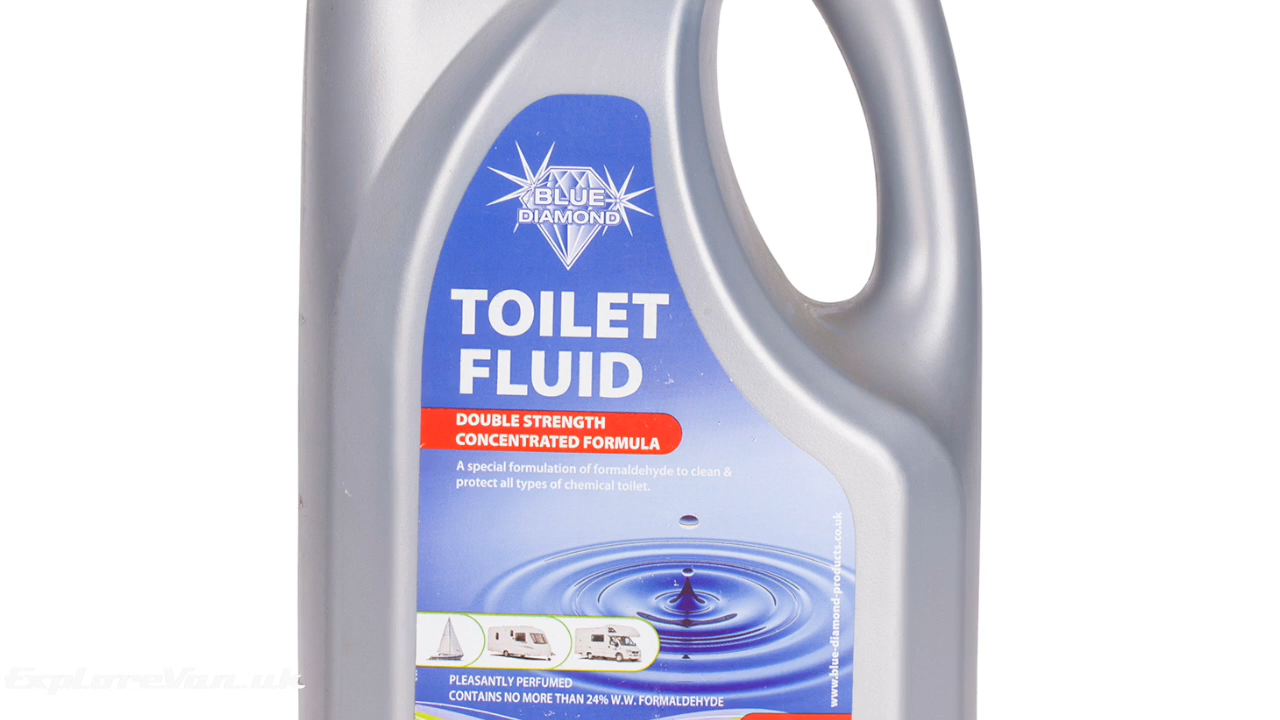 BLUE
DIAMOND
TOILET
FLUID
DOUBLE STRENGTH
CONCENTRATED FORMULA
A special formulation of formaldehyde to clean &
protect all types of chemical toilet.
www.blue-diamond-products.co.uk
PLEASANTLY PERFUMED
CONTAINS NO MORE THAN 24% W.W. FORMALDEHYDE
ExploreVan.uk